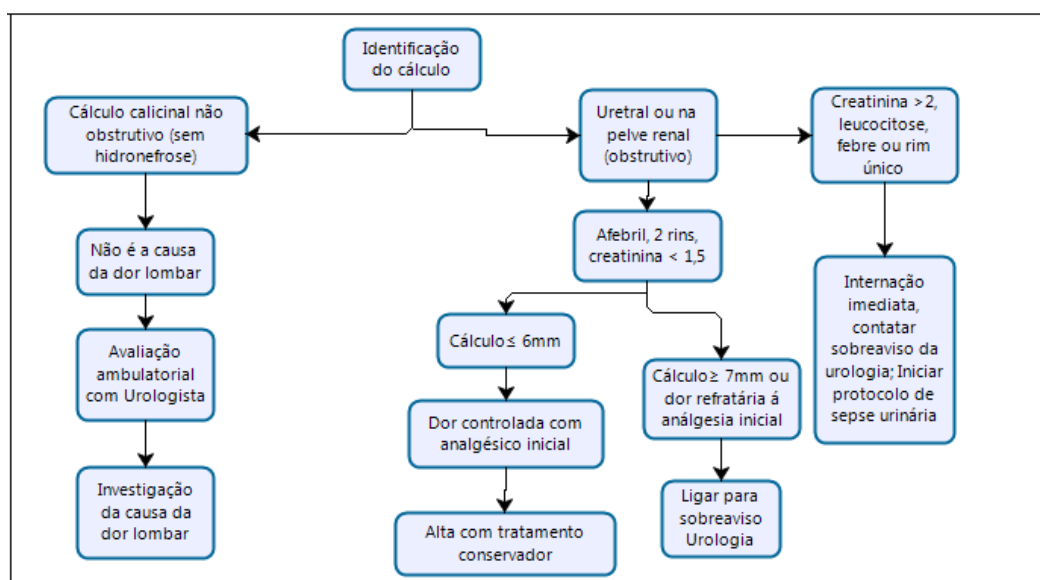 Identificação
do cálculo
Cálculo calicinal não
obstrutivo (sem
hidronefrose)
Uretral ou na
pelve renal
(obstrutivo)
Creatinina >2,
leucocitose,
febre ou rim
único
Não é a causa
da dor lombar
Afebril, 2 rins,
creatinina < 1,5
Internação
imediata,
contatar
sobreaviso da
urologia; Iniciar
protocolo de
sepse urinária
Avaliação
ambulatorial
com Urologista
Cálculo≤ 6mm
Cálculo≥ 7mm ou
dor refratária á
análgesia inicial
Dor controlada com
analgésico inicial
Investigação
da causa da
dor lombar
Ligar para
sobreaviso
Urologia
Alta com tratamento
conservador